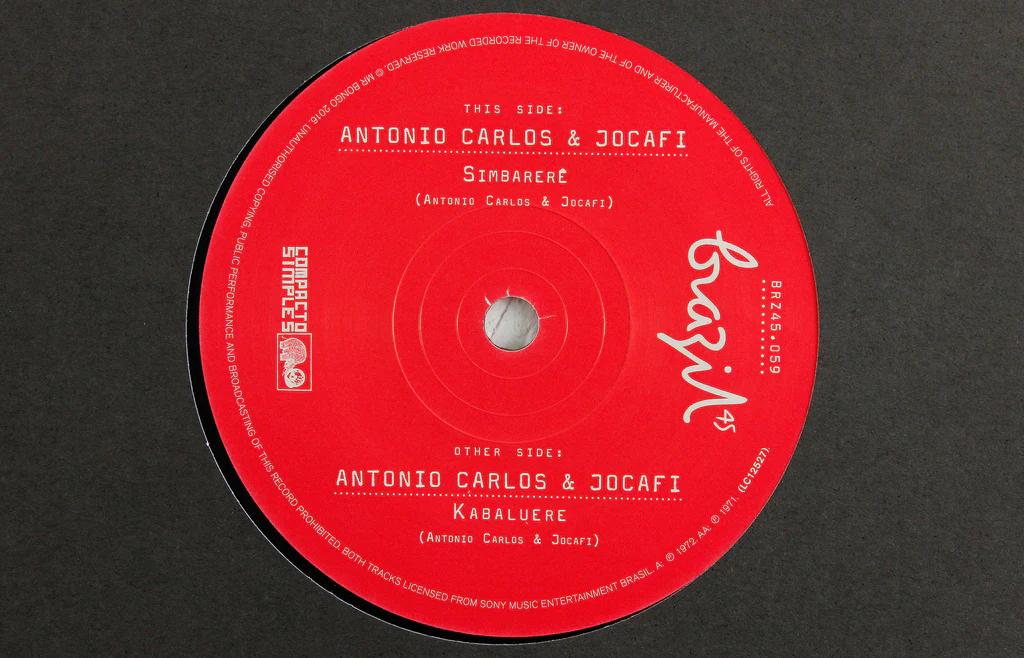 THIS SIDE:
ANTONIO CARLOS & JOCAFI
SIMBARERÊ
(ANTONIO CARLOS & JOCAFI)
COMPACTO
SIMPLES
brazil 45
BRZ45.059
OTHER SIDE:
ANTONIO CARLOS & JOCAFI
KABALUERE
(ANTONIO CARLOS & JOCAFI)
ALL RIGHTS OF THE MANUFACTURER AND OF THE OWNER OF THE RECORDED WORK RESERVED. © MR BONGO 2016. UNAUTHORISED COPYING, PUBLIC PERFORMANCE AND BROADCASTING OF THIS RECORD PROHIBITED. BOTH TRACKS LICENSED FROM SONY MUSIC ENTERTAINMENT BRASIL. A: ℗ 1972. AA: ℗ 1971. (LC12527)